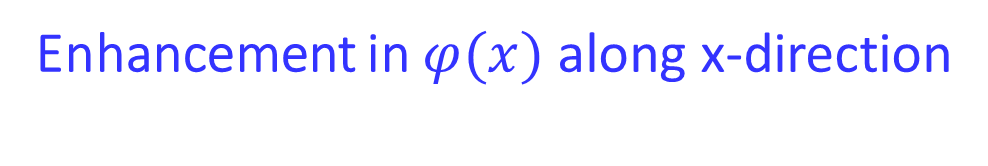 Enhancement in φ(x) along x-direction